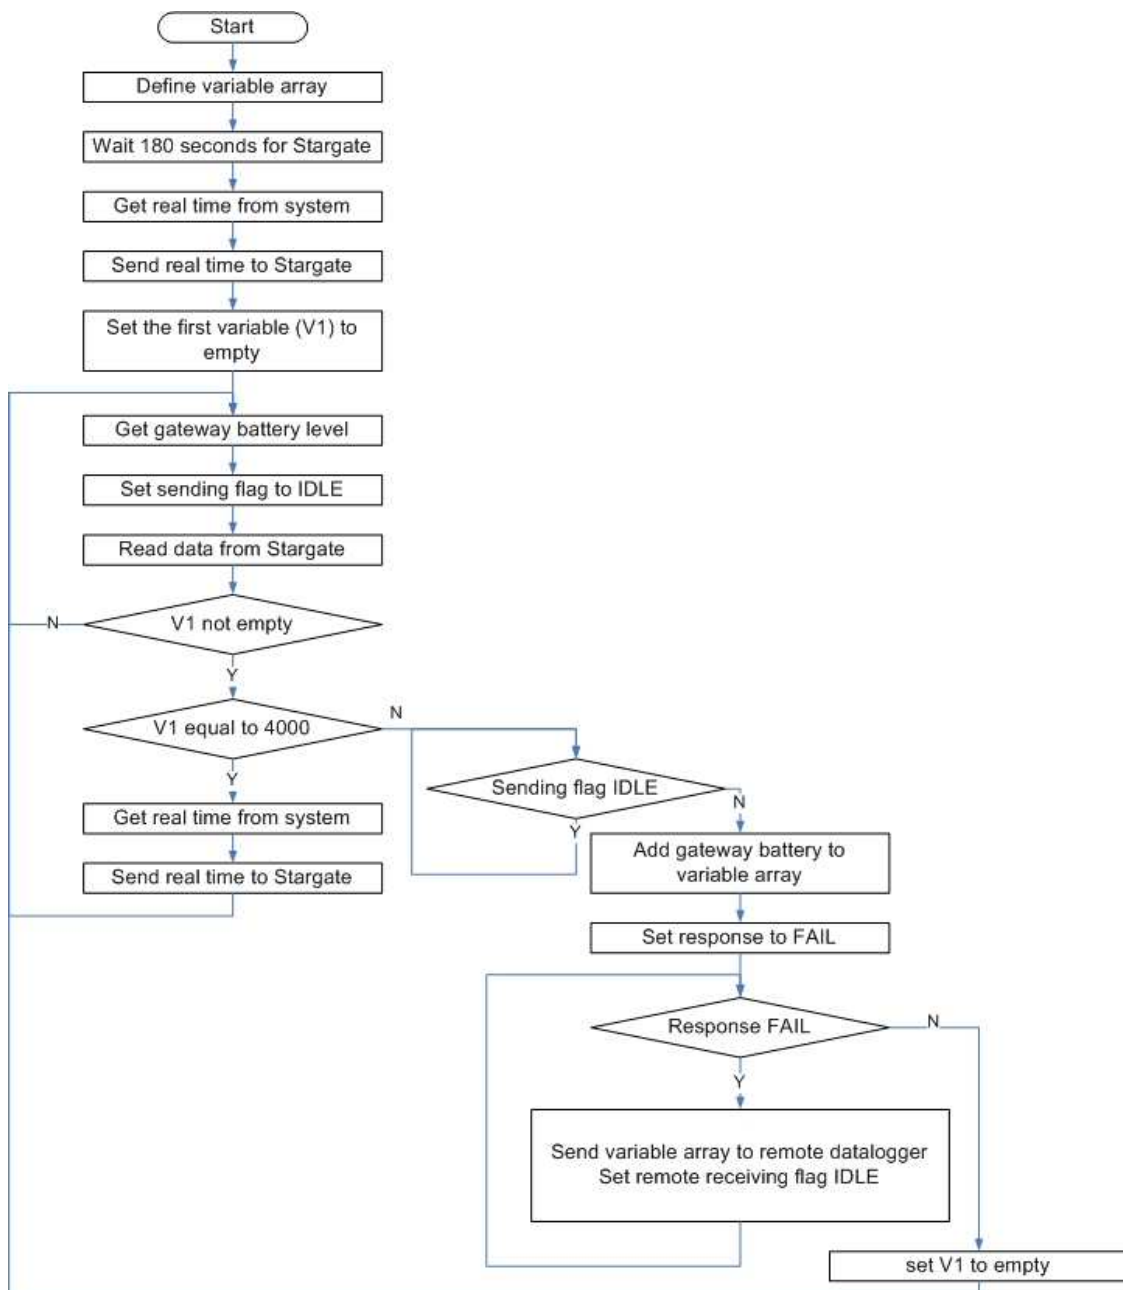 Start
Define variable array
Wait 180 seconds for Stargate
Get real time from system
Send real time to Stargate
Set the first variable (V1) to
empty
Get gateway battery level
Set sending flag to IDLE
Read data from Stargate
N
V1 not empty
Y
N
V1 equal to 4000
Y
Sending flag IDLE
N
Y
Get real time from system
Add gateway battery to
variable array
Send real time to Stargate
Set response to FAIL
Response FAIL
N
Y
Send variable array to remote datalogger
Set remote receiving flag IDLE
set V1 to empty